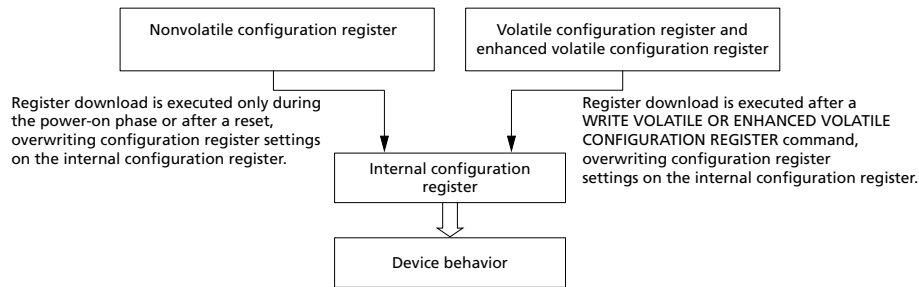 Nonvolatile configuration register
Volatile configuration register and
enhanced volatile configuration register
Register download is executed only during
the power-on phase or after a reset,
overwriting configuration register settings
on the internal configuration register.
Register download is executed after a
WRITE VOLATILE OR ENHANCED VOLATILE
CONFIGURATION REGISTER command,
overwriting configuration register
settings on the internal configuration register.
Internal configuration
register
Device behavior